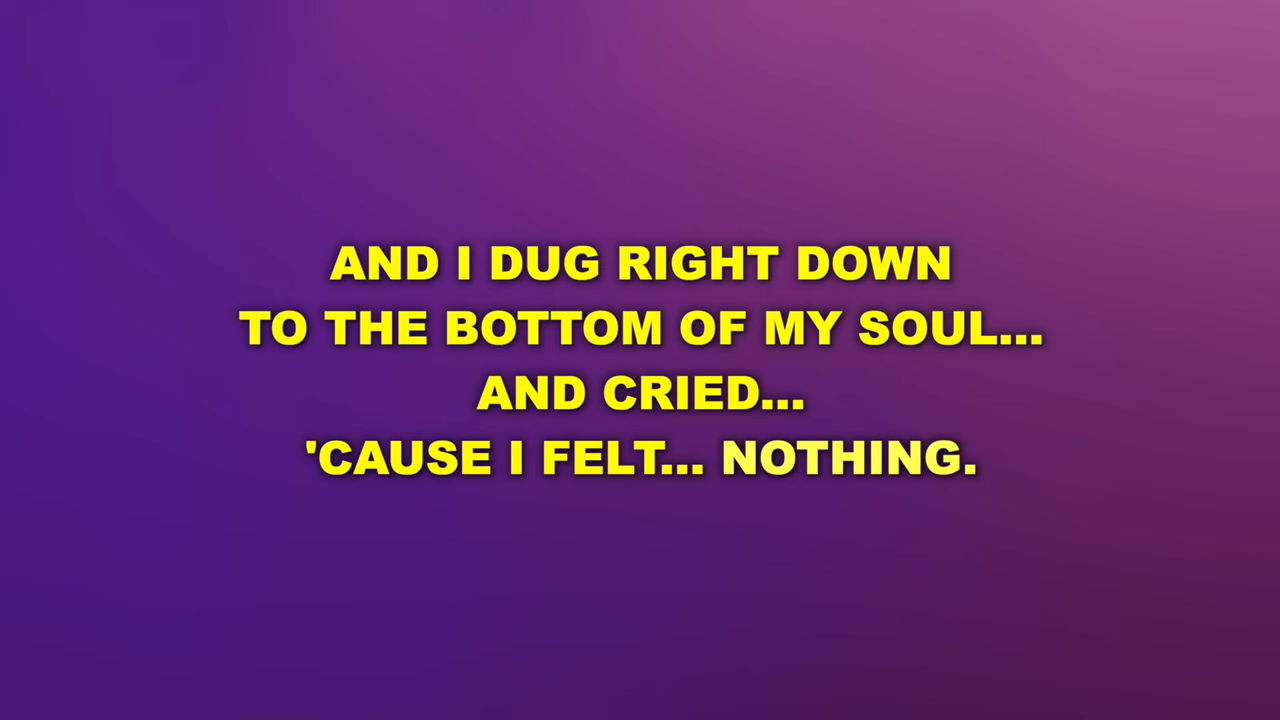 AND I DUG RIGHT DOWN
TO THE BOTTOM OF MY SOUL...
AND CRIED...
'CAUSE I FELT... NOTHING.